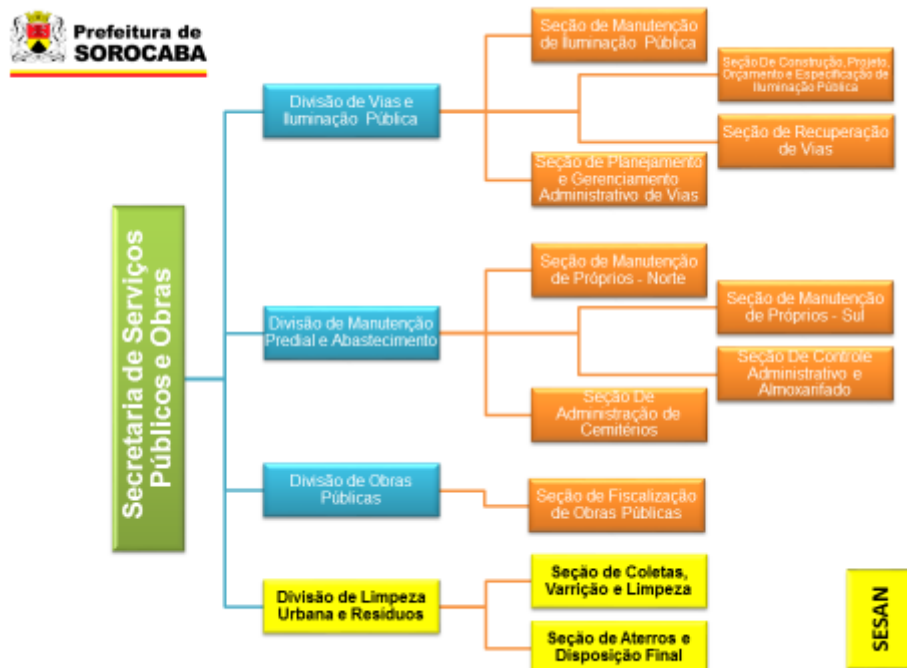 Prefeitura de
SOROCABA
Secretaria de Serviços
Públicos e Obras
Divisão de Vias e
Iluminação Pública
Seção de Manutenção
de Iluminação Pública
Seção De Construção, Projeto,
Orçamento e Especificação de
Iluminação Pública
Seção de Recuperação
de Vias
Seção de Planejamento
e Gerenciamento
Administrativo de Vias
Divisão de Manutenção
Predial e Abastecimento
Seção de Manutenção
de Próprios - Norte
Seção de Manutenção
de Próprios - Sul
Seção De Controle
Administrativo e
Almoxarifado
Seção De
Administração de
Cemitérios
Divisão de Obras
Públicas
Seção de Fiscalização
de Obras Públicas
Divisão de Limpeza
Urbana e Resíduos
Seção de Coletas,
Varrição e Limpeza
Seção de Aterros e
Disposição Final
SESAN